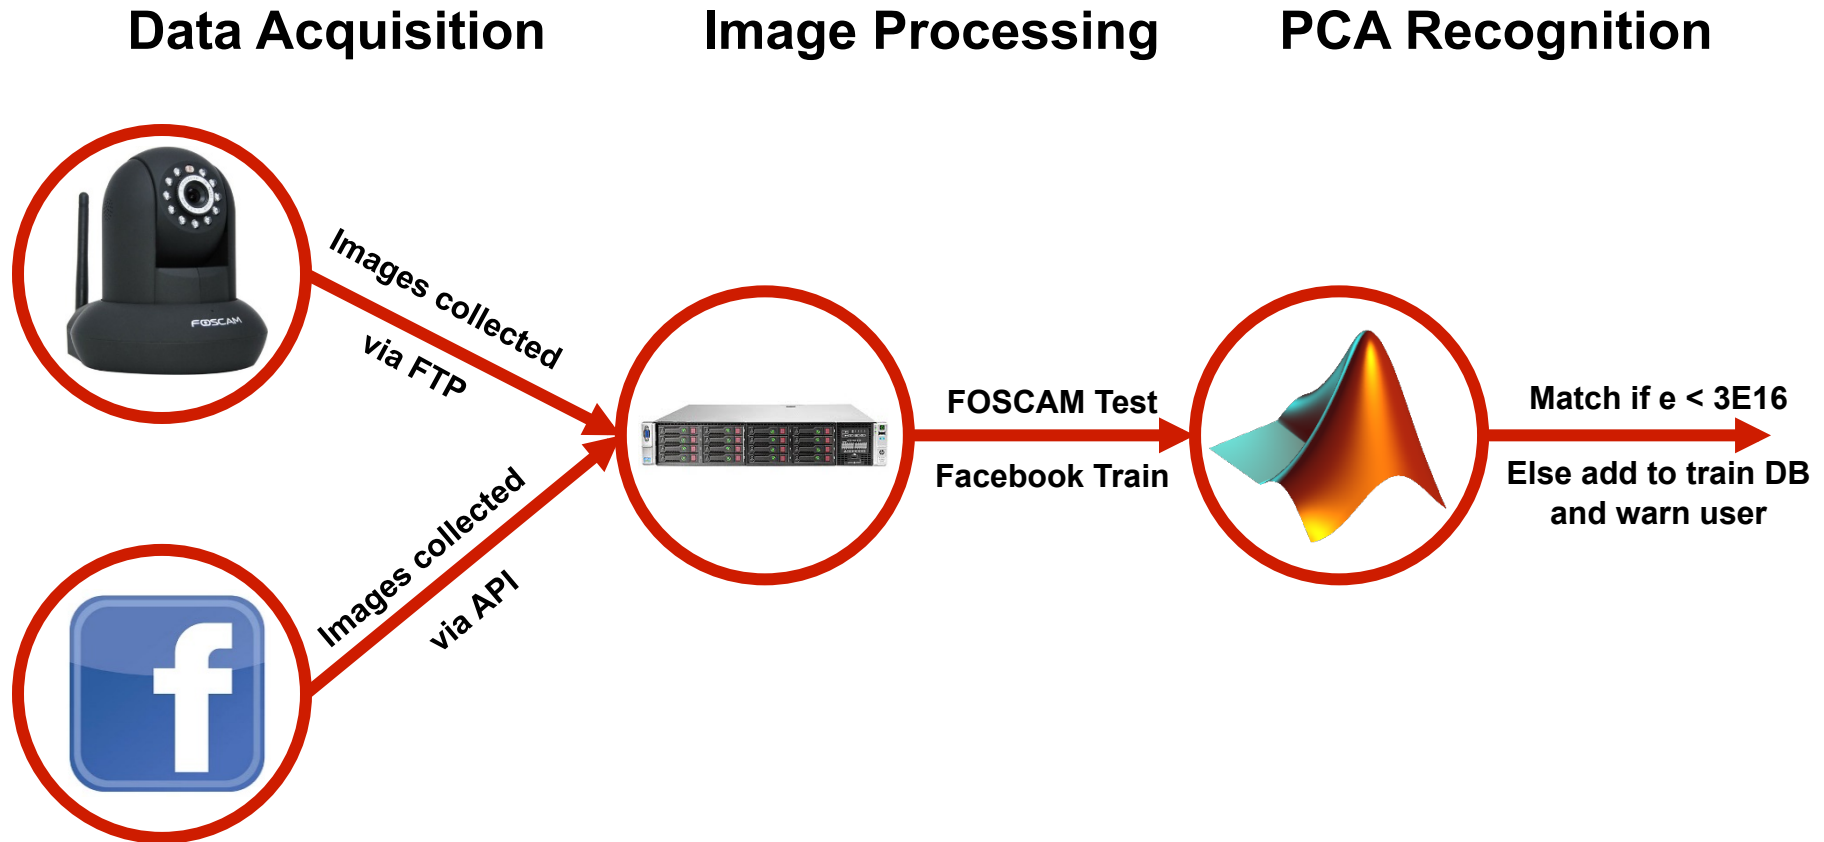 Data Acquisition
Image Processing
PCA Recognition
FOSCAM
Images collected
via FTP
Images collected
via API
FOSCAM Test
Facebook Train
Match if e < 3E16
Else add to train DB
and warn user
f